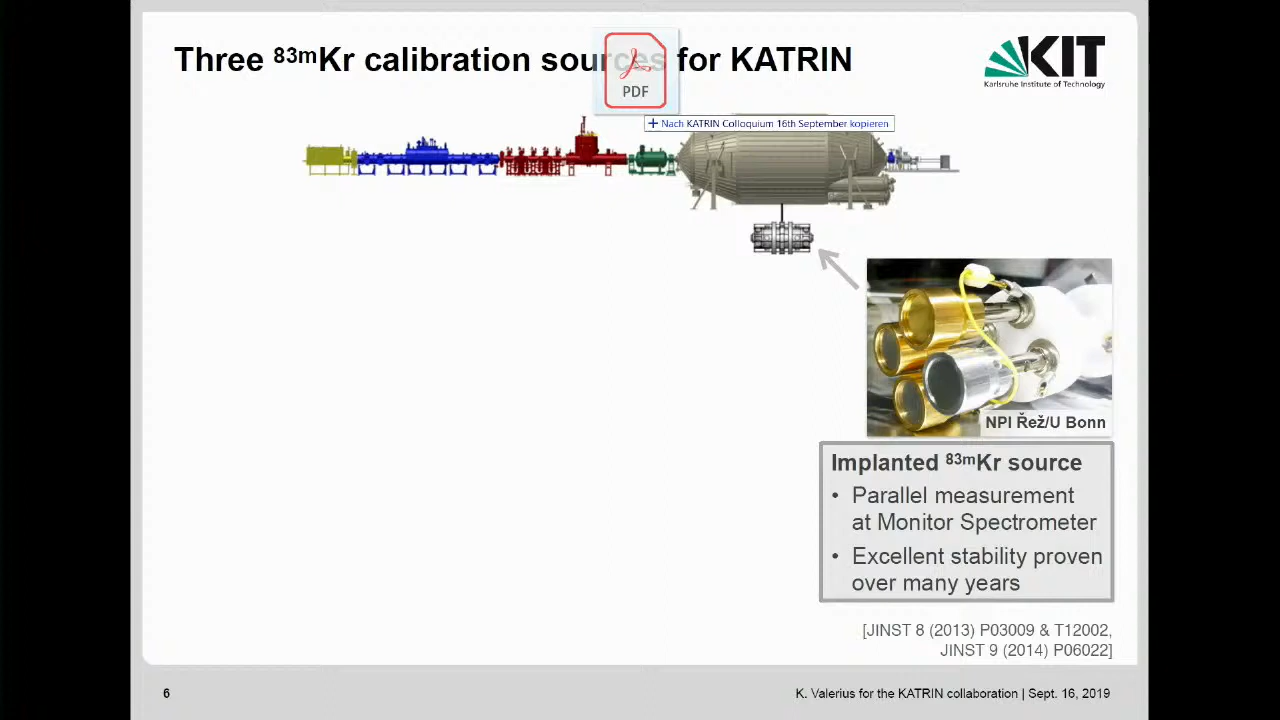 Three ⁸³ᵐKr calibration sources for KATRIN
PDF
+ Nach KATRIN Colloquium 16th September kopieren
KIT
Karlsruhe Institute of Technology
NPI Řež/U Bonn
Implanted ⁸³ᵐKr source
• Parallel measurement
at Monitor Spectrometer
• Excellent stability proven
over many years
[JINST 8 (2013) P03009 & T12002,
JINST 9 (2014) P06022]
6
K. Valerius for the KATRIN collaboration | Sept. 16, 2019